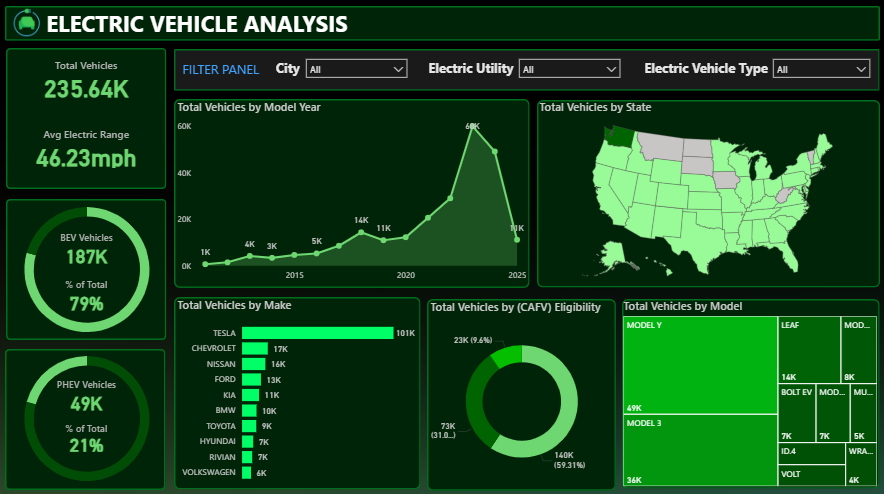 ELECTRIC VEHICLE ANALYSIS
Total Vehicles
235.64K
Avg Electric Range
46.23mph
FILTER PANEL
City
All
Electric Utility
All
Electric Vehicle Type
All
BEV Vehicles
187K
% of Total
79%
PHEV Vehicles
49K
% of Total
21%
Total Vehicles by Model Year
60K
40K
20K
0K
1K
4K
3K
5K
14K
11K
60K
11K
2015
2020
2025
Total Vehicles by State
Total Vehicles by Make
TESLA 101K
CHEVROLET 17K
NISSAN 16K
FORD 13K
KIA 11K
BMW 10K
TOYOTA 9K
HYUNDAI 7K
RIVIAN 7K
VOLKSWAGEN 6K
Total Vehicles by (CAFV) Eligibility
23K (9.6%)
73K
(31.0...)
140K
(59.31%)
Total Vehicles by Model
MODEL Y
49K
MODEL 3
36K
LEAF
14K
MOD...
8K
BOLT EV
7K
MOD...
7K
MU...
5K
ID.4
VOLT
WRA...
4K